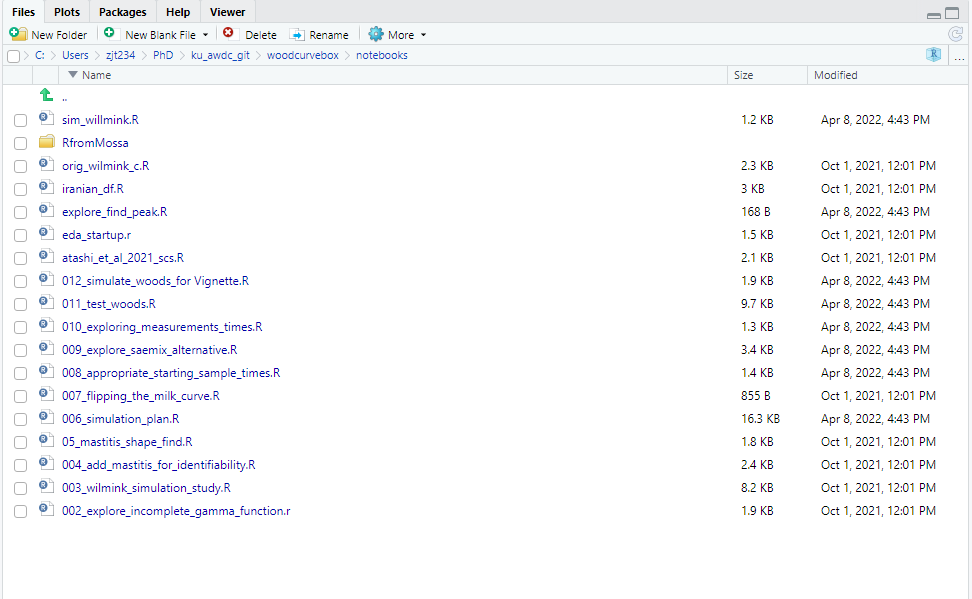 Files Plots Packages Help Viewer
New Folder New Blank File Delete Rename More
C: Users zjt234 PhD ku_awdc_git woodcurvebox notebooks R ...
Name Size Modified
..
R sim_willmink.R 1.2 KB Apr 8, 2022, 4:43 PM
RfromMossa
R orig_wilmink_c.R 2.3 KB Oct 1, 2021, 12:01 PM
R iranian_df.R 3 KB Oct 1, 2021, 12:01 PM
R explore_find_peak.R 168 B Apr 8, 2022, 4:43 PM
R eda_startup.r 1.5 KB Oct 1, 2021, 12:01 PM
R atashi_et_al_2021_scs.R 2.1 KB Oct 1, 2021, 12:01 PM
R 012_simulate_woods_for Vignette.R 1.9 KB Apr 8, 2022, 4:43 PM
R 011_test_woods.R 9.7 KB Apr 8, 2022, 4:43 PM
R 010_exploring_measurements_times.R 1.3 KB Apr 8, 2022, 4:43 PM
R 009_explore_saemix_alternative.R 3.4 KB Apr 8, 2022, 4:43 PM
R 008_appropriate_starting_sample_times.R 1.4 KB Apr 8, 2022, 4:43 PM
R 007_flipping_the_milk_curve.R 855 B Oct 1, 2021, 12:01 PM
R 006_simulation_plan.R 16.3 KB Apr 8, 2022, 4:43 PM
R 05_mastitis_shape_find.R 1.8 KB Oct 1, 2021, 12:01 PM
R 004_add_mastitis_for_identifiability.R 2.4 KB Oct 1, 2021, 12:01 PM
R 003_wilmink_simulation_study.R 8.2 KB Oct 1, 2021, 12:01 PM
R 002_explore_incomplete_gamma_function.r 1.9 KB Oct 1, 2021, 12:01 PM